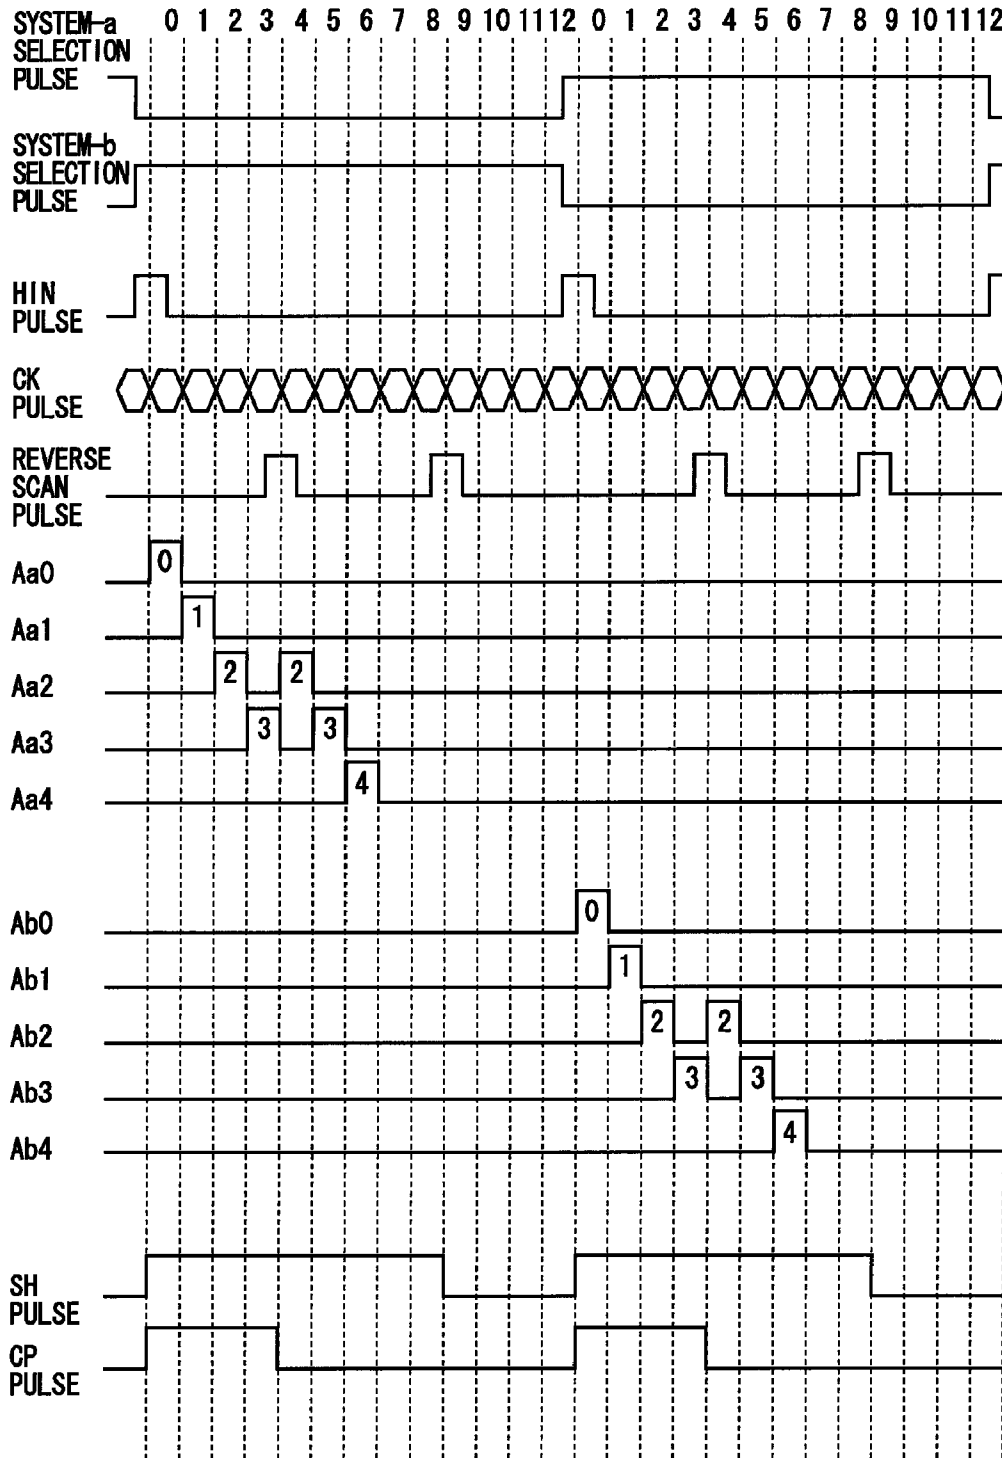 SYSTEM-a
SELECTION
PULSE
0 1 2 3 4 5 6 7 8 9 10 11 12 0 1 2 3 4 5 6 7 8 9 10 11 12
SYSTEM-b
SELECTION
PULSE
HIN
PULSE
CK
PULSE
REVERSE
SCAN
PULSE
Aa0 0
Aa1 1
Aa2 2 2
Aa3 3 3
Aa4 4
Ab0 0
Ab1 1
Ab2 2 2
Ab3 3 3
Ab4 4
SH
PULSE
CP
PULSE